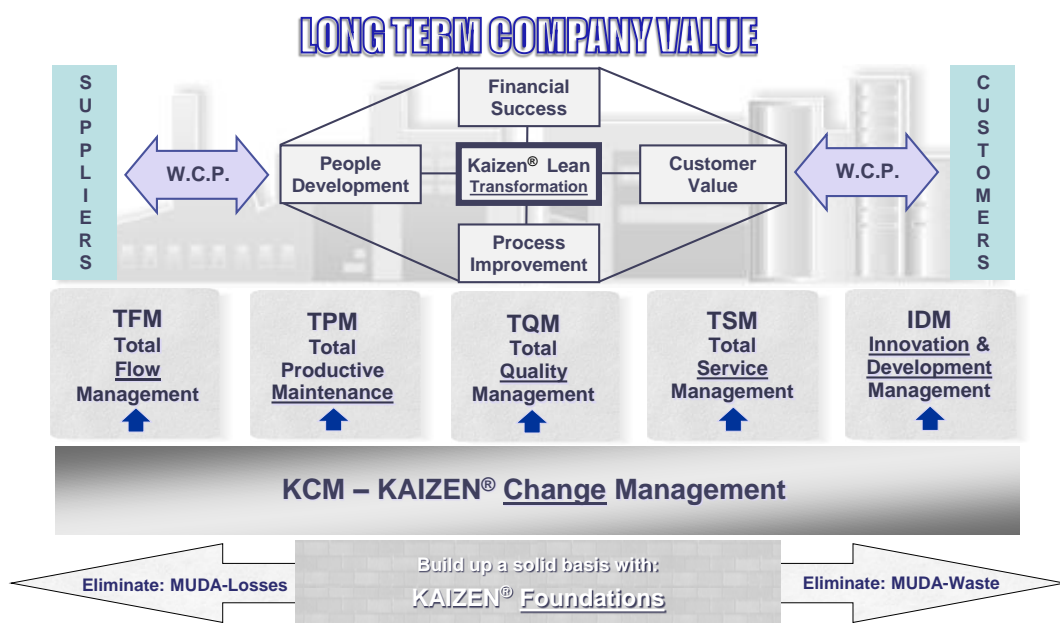 LONG TERM COMPANY VALUE
SUPPLIERS
W.C.P.
Financial
Success
People
Development
Kaizen® Lean
Transformation
Customer
Value
Process
Improvement
W.C.P.
CUSTOMERS
TFM
Total
Flow
Management
TPM
Total
Productive
Maintenance
TQM
Total
Quality
Management
TSM
Total
Service
Management
IDM
Innovation &
Development
Management
KCM – KAIZEN® Change Management
Eliminate: MUDA-Losses
Build up a solid basis with:
KAIZEN® Foundations
Eliminate: MUDA-Waste